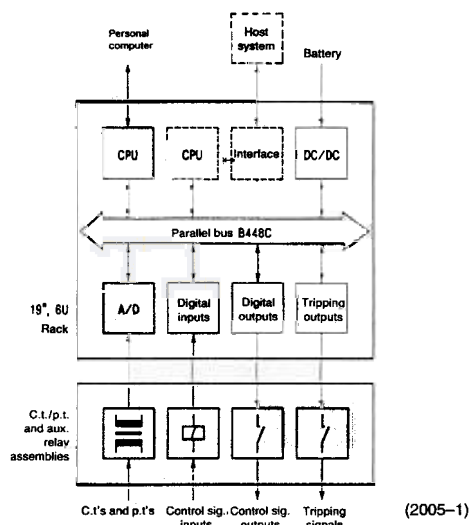 Personal
computer
Host
system
Battery
CPU
CPU
Interface
DC/DC
Parallel bus B448C
19", 6U
Rack
A/D
Digital
inputs
Digital
outputs
Tripping
outputs
C.t./p.t.
and aux.
relay
assemblies
C.t's and p.t's
Control sig.
inputs
Control sig.
outputs
Tripping
signals
(2005–1)